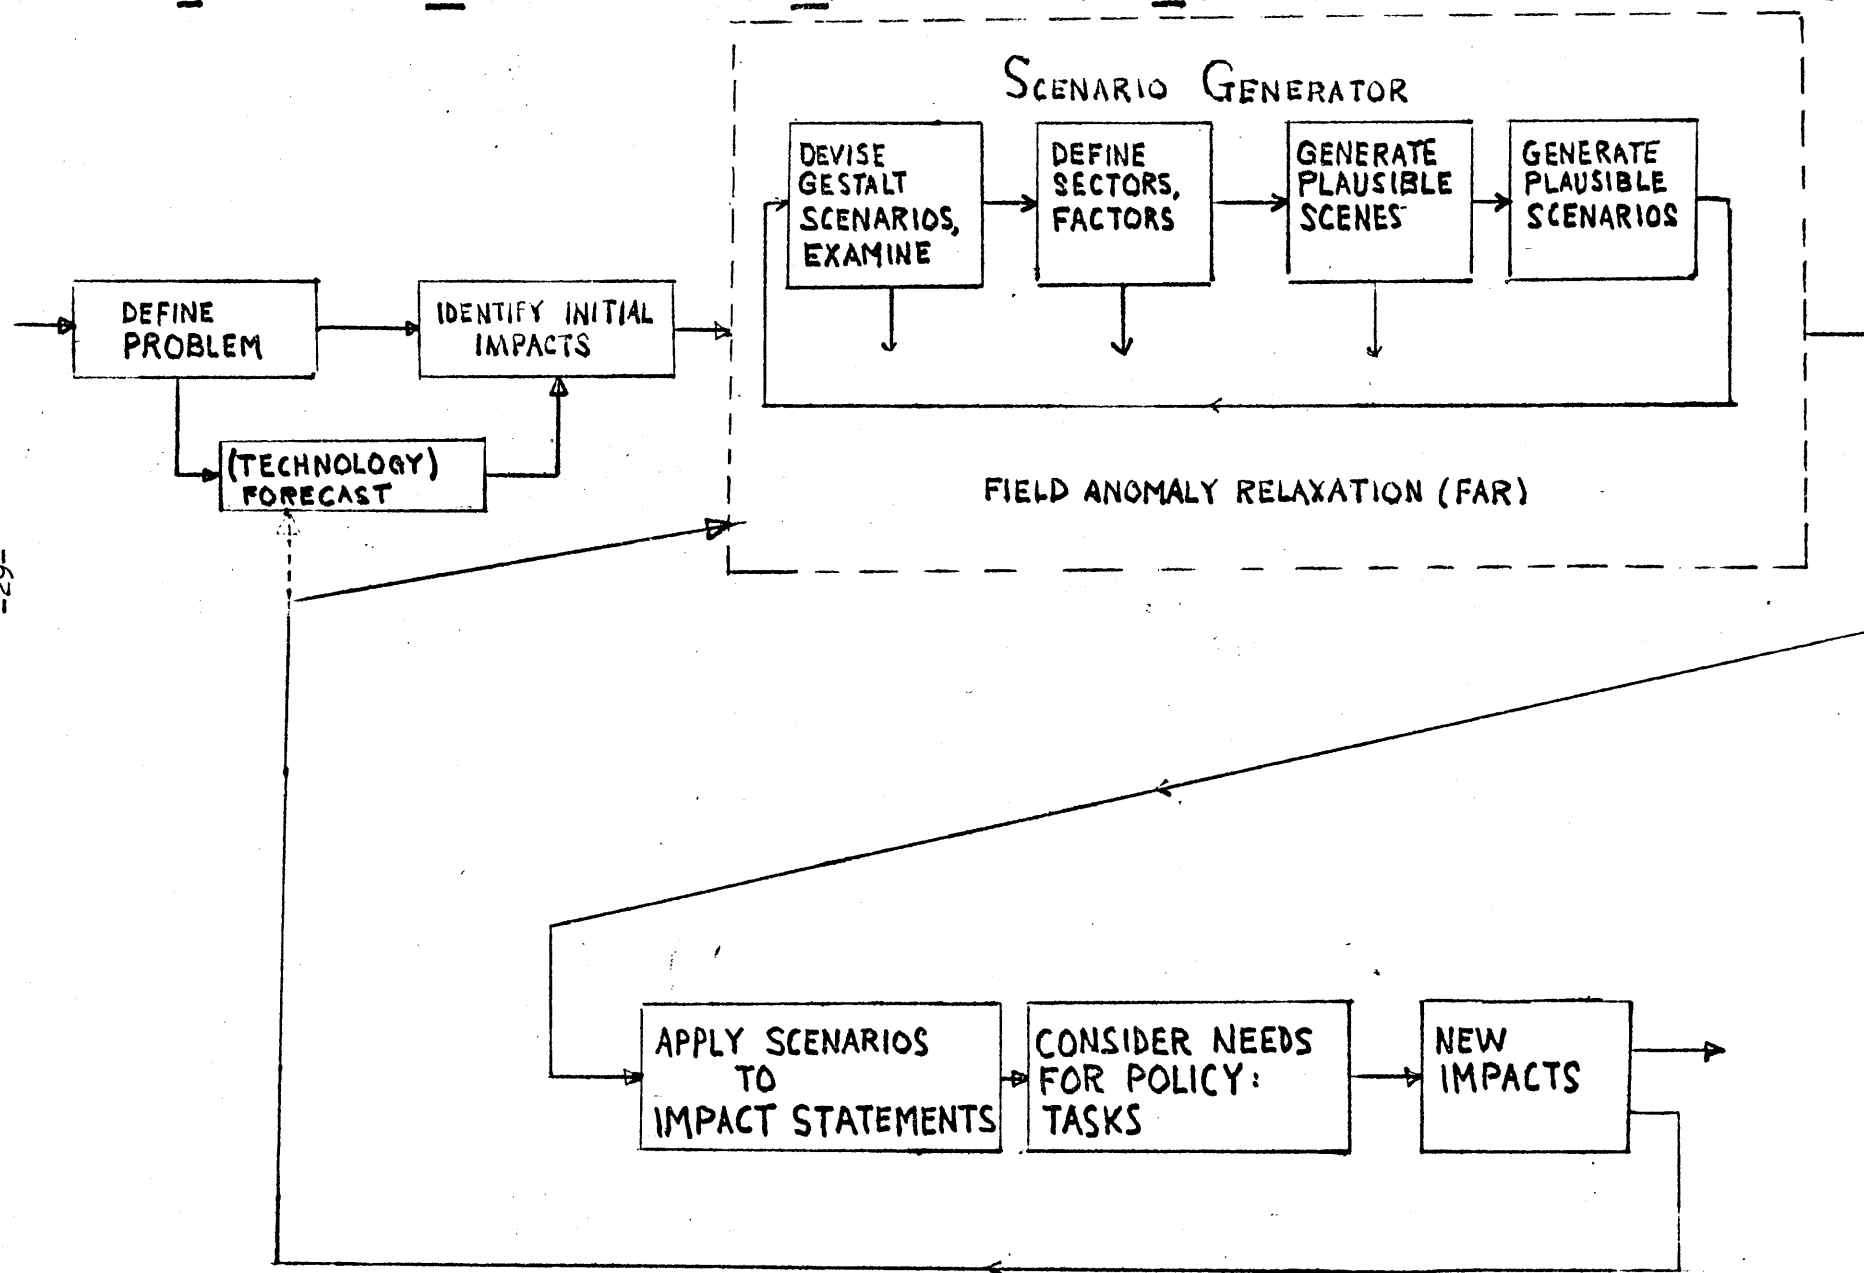 SCENARIO GENERATOR
DEVISE
GESTALT
SCENARIOS,
EXAMINE
DEFINE
SECTORS,
FACTORS
GENERATE
PLAUSIBLE
SCENES
GENERATE
PLAUSIBLE
SCENARIOS
DEFINE
PROBLEM
IDENTIFY INITIAL
IMPACTS
(TECHNOLOGY)
FORECAST
FIELD ANOMALY RELAXATION (FAR)
-29-
APPLY SCENARIOS
TO
IMPACT STATEMENTS
CONSIDER NEEDS
FOR POLICY:
TASKS
NEW
IMPACTS